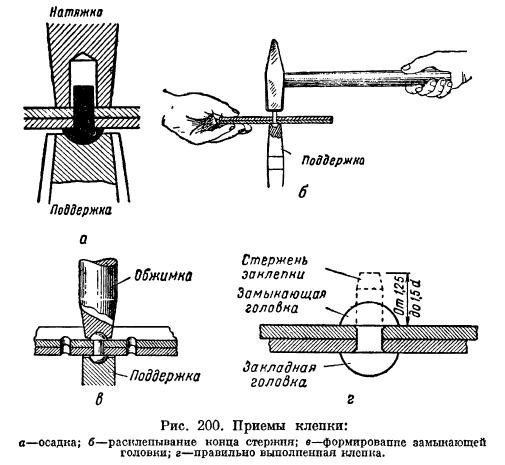 Натяжка
Поддержка
а
Поддержка
б
Обжимка
Поддержка
в
Стержень
заклепки
Замыкающая
головка
От 1,25
до 1,5 d
Закладная
головка
г
Рис. 200. Приемы клепки:
а—осадка; б—расклепывание конца стержня; в—формирование замыкающей
головки; г—правильно выполненная клепка.